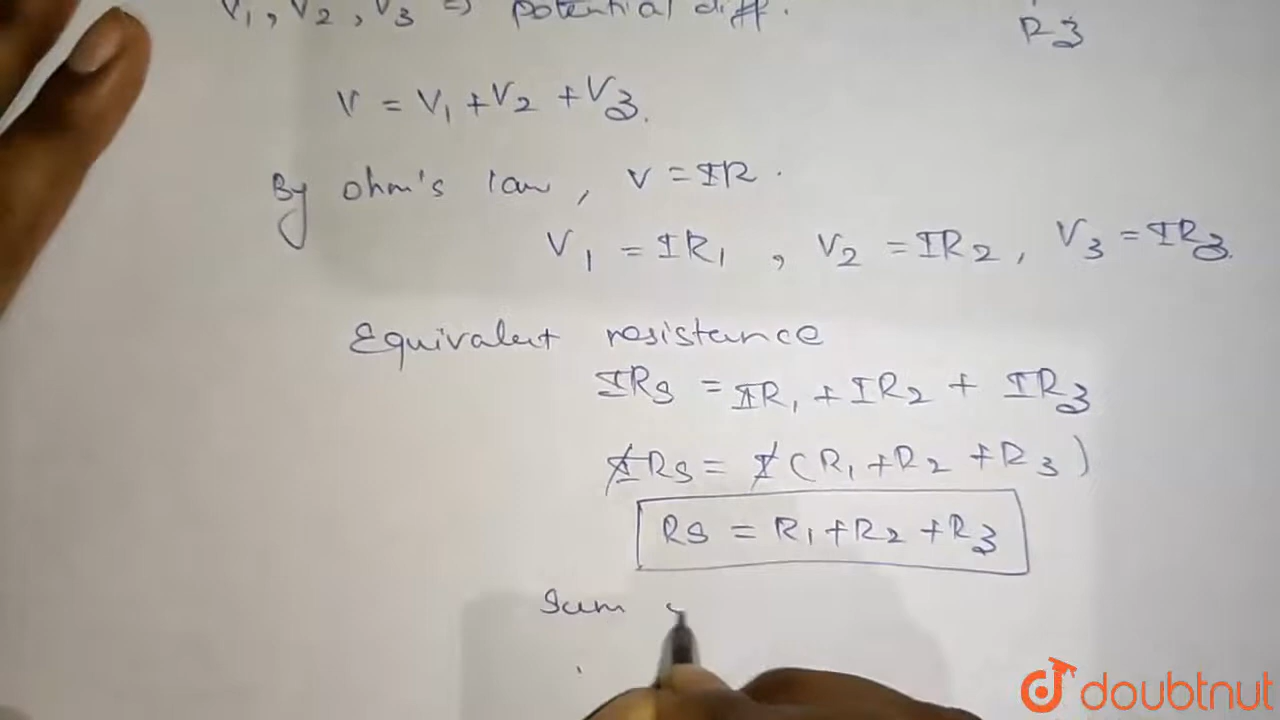 V₁, V₂, V₃ ⇒ potential diff.
R₃
V = V₁ + V₂ + V₃.
By ohm's law, V = IR.
V₁ = IR₁, V₂ = IR₂, V₃ = IR₃.
Equivalent resistance
IRs = IR₁ + IR₂ + IR₃
IRs = I(R₁ + R₂ + R₃)
Rs = R₁ + R₂ + R₃
Sum
doubtnut